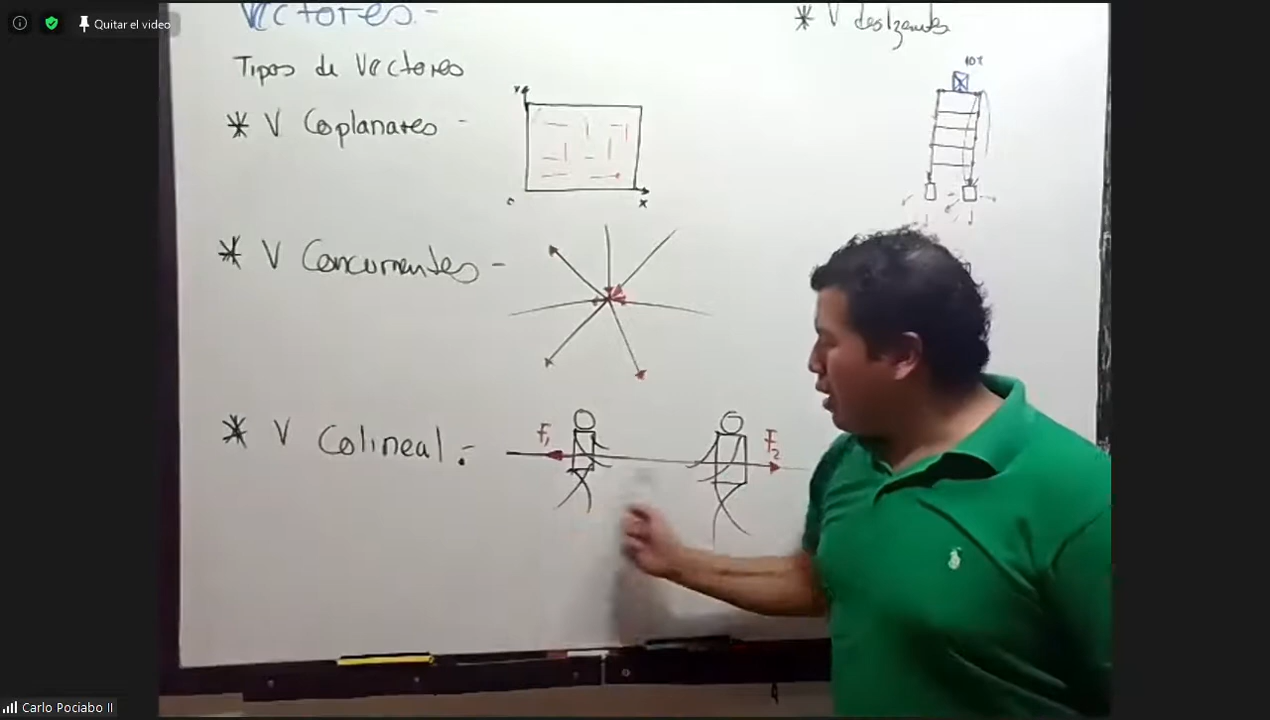 Quitar el video
Vectores.-
Tipos de Vectores
* V Coplanares -
Y
X
* V Concurrentes -
* V Colineal :-
F1
F2
* V deslizantes
Carlo Pociabo II